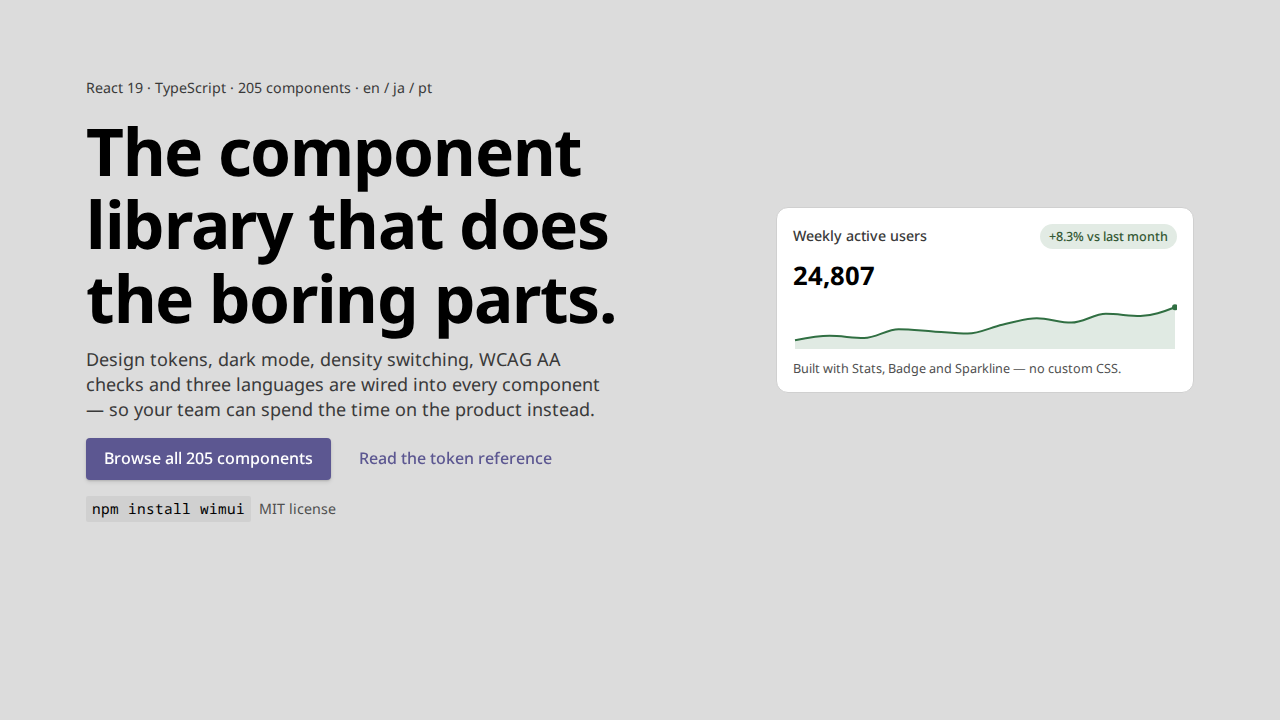 React 19 · TypeScript · 205 components · en / ja / pt
The component
library that does
the boring parts.
Design tokens, dark mode, density switching, WCAG AA
checks and three languages are wired into every component
— so your team can spend the time on the product instead.
Browse all 205 components
Read the token reference
npm install wimui MIT license
Weekly active users
+8.3% vs last month
24,807
Built with Stats, Badge and Sparkline — no custom CSS.